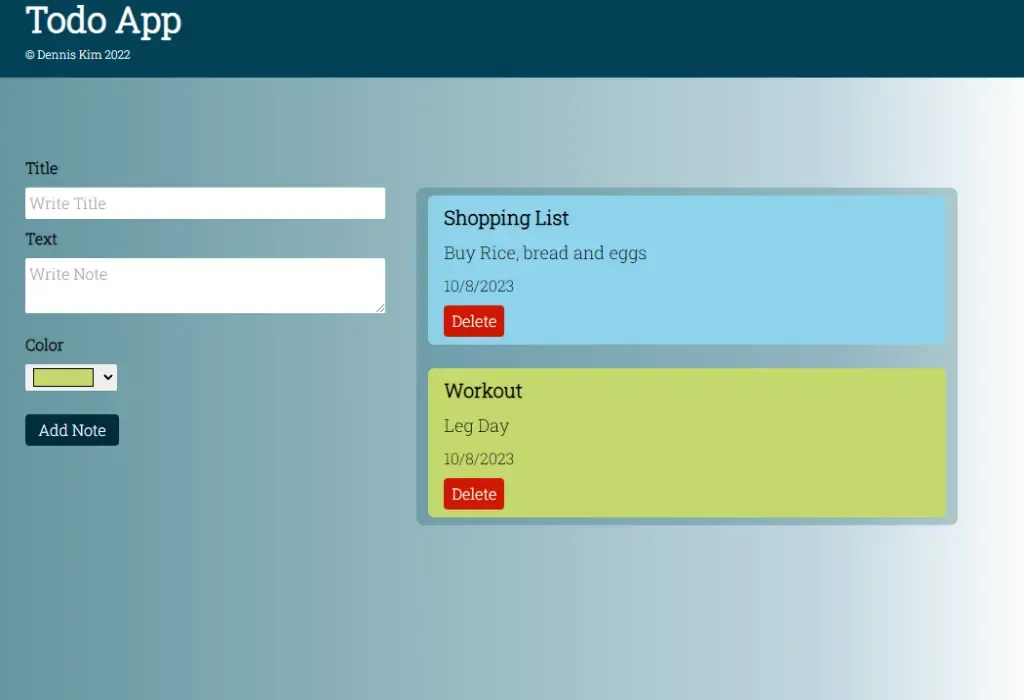 Todo App
© Dennis Kim 2022
Title
Write Title
Text
Write Note
Color
Add Note
Shopping List
Buy Rice, bread and eggs
10/8/2023
Delete
Workout
Leg Day
10/8/2023
Delete